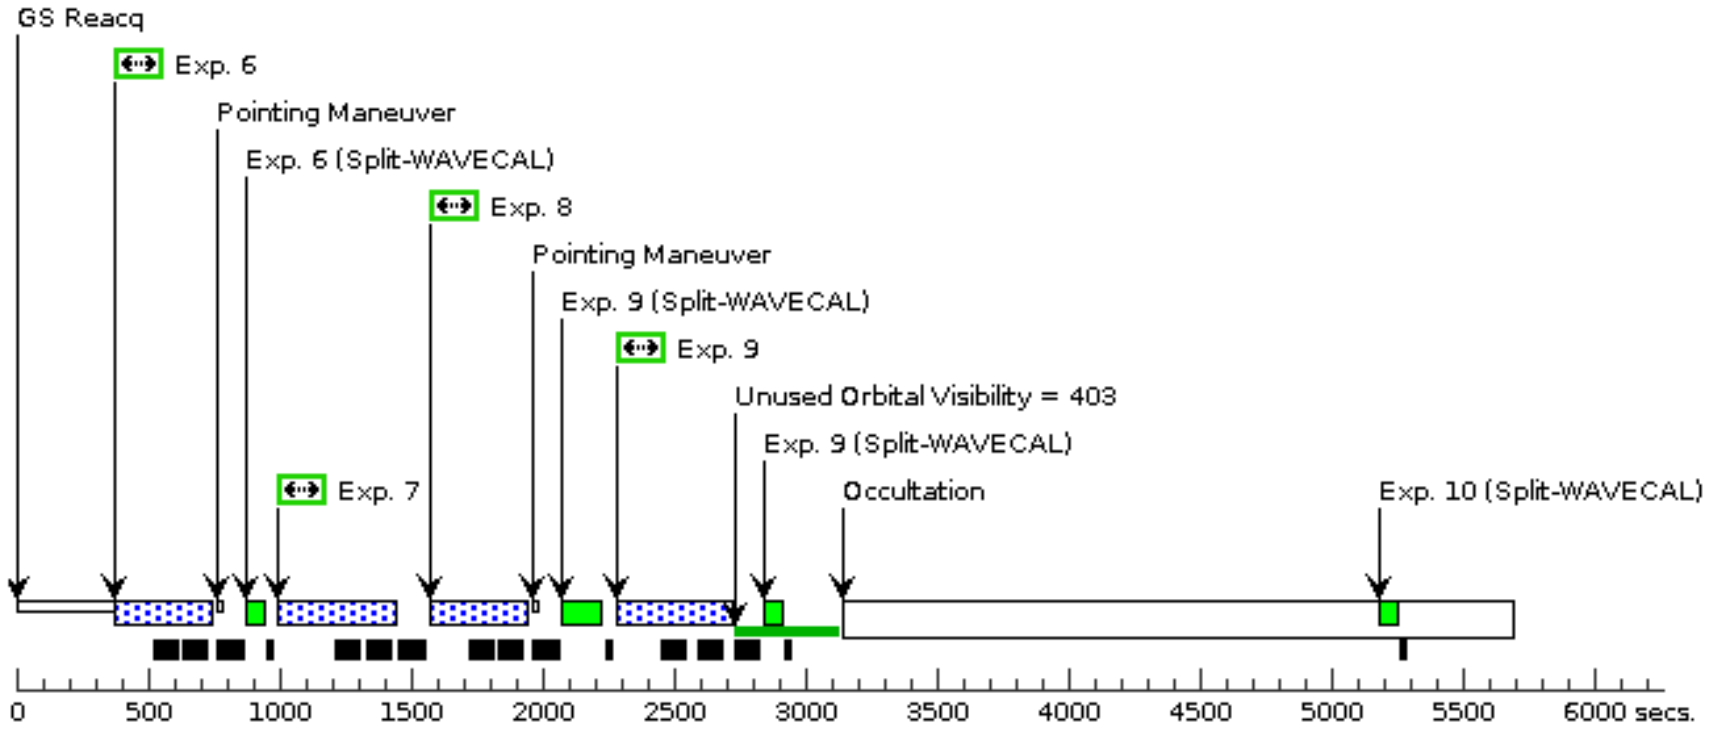 GS Reacq
Exp. 6
Pointing Maneuver
Exp. 6 (Split-WAVECAL)
Exp. 8
Pointing Maneuver
Exp. 9 (Split-WAVECAL)
Exp. 9
Unused Orbital Visibility = 403
Exp. 9 (Split-WAVECAL)
Exp. 7
Occultation
Exp. 10 (Split-WAVECAL)
0 500 1000 1500 2000 2500 3000 3500 4000 4500 5000 5500 6000 secs.